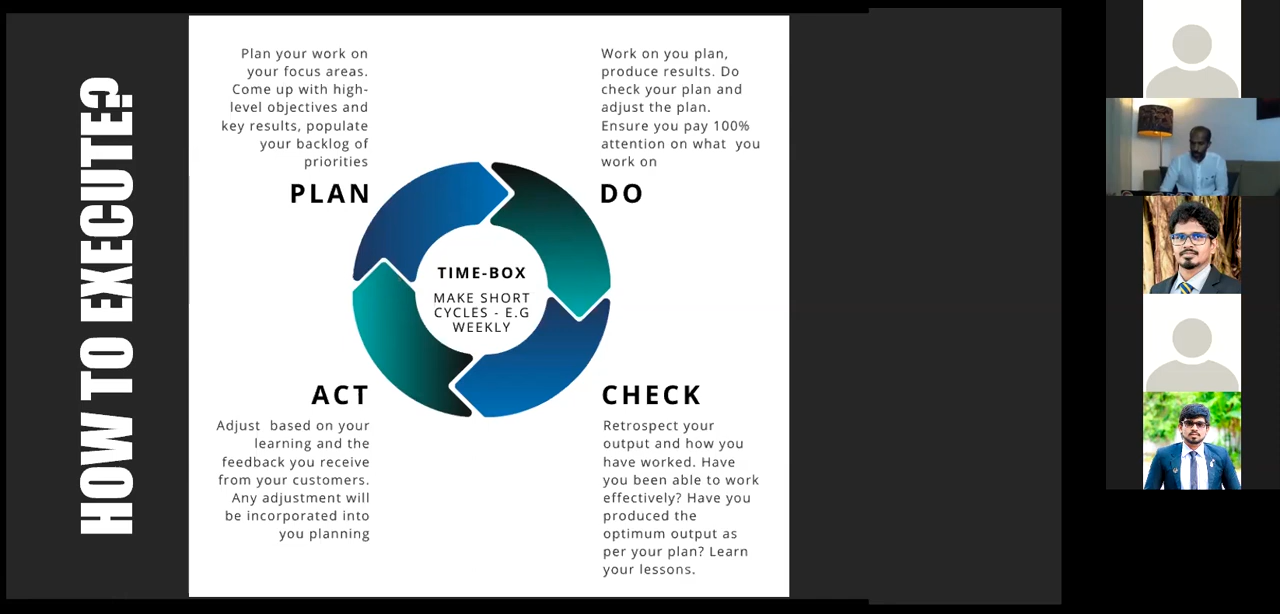 HOW TO EXECUTE?
Plan your work on
your focus areas.
Come up with high-
level objectives and
key results, populate
your backlog of
priorities
PLAN
Work on you plan,
produce results. Do
check your plan and
adjust the plan.
Ensure you pay 100%
attention on what you
work on
DO
TIME-BOX
MAKE SHORT
CYCLES - E.G
WEEKLY
ACT
Adjust based on your
learning and the
feedback you receive
from your customers.
Any adjustment will
be incorporated into
you planning
CHECK
Retrospect your
output and how you
have worked. Have
you been able to work
effectively? Have you
produced the
optimum output as
per your plan? Learn
your lessons.